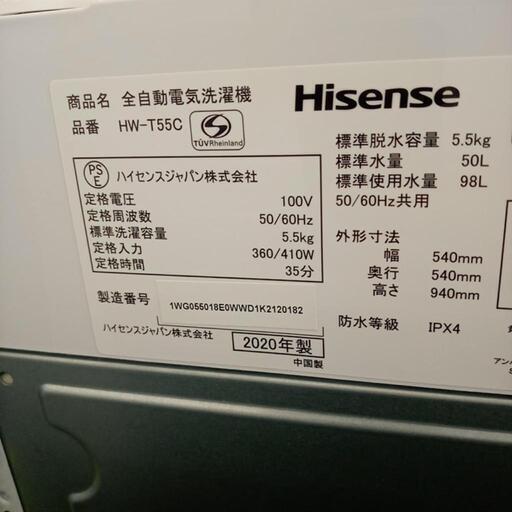 商品名 全自動電気洗濯機
品番 HW-T55C
TÜVRheinland
Hisense
PSE ハイセンスジャパン株式会社
定格電圧 100V
定格周波数 50/60Hz
標準洗濯容量 5.5kg
定格入力 360/410W
定格時間 35分
製造番号 1WG055018E0WWD1K2120182
ハイセンスジャパン株式会社 2020年製
中国製
標準脱水容量 5.5kg
標準水量 50L
標準使用水量 98L
50/60Hz共用
外形寸法
幅 540mm
奥行 540mm
高さ 940mm
防水等級 IPX4